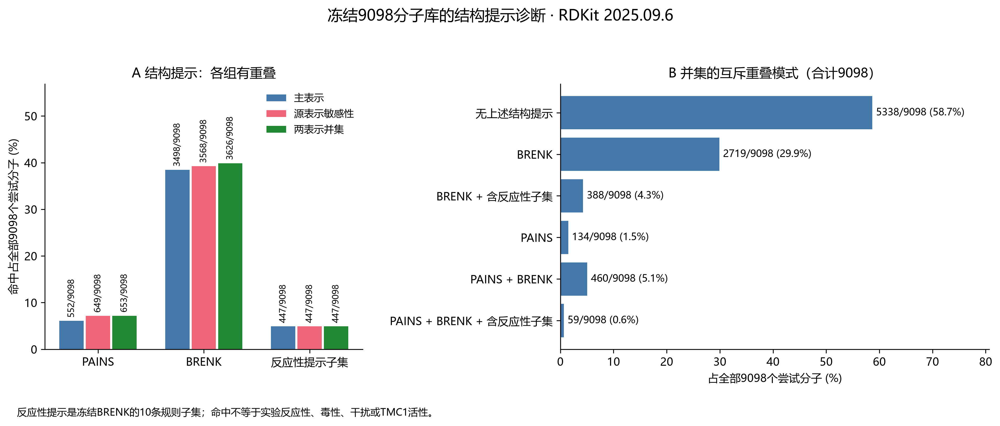 冻结9098分子库的结构提示诊断 · RDKit 2025.09.6
A 结构提示：各组有重叠
命中占全部9098个尝试分子 (%)
50
40
30
20
10
0
主表示
源表示敏感性
两表示并集
552/9098
649/9098
653/9098
3498/9098
3568/9098
3626/9098
447/9098
447/9098
447/9098
PAINS
BRENK
反应性提示子集
B 并集的互斥重叠模式（合计9098）
无上述结构提示
5338/9098 (58.7%)
BRENK
2719/9098 (29.9%)
BRENK + 含反应性子集
388/9098 (4.3%)
PAINS
134/9098 (1.5%)
PAINS + BRENK
460/9098 (5.1%)
PAINS + BRENK + 含反应性子集
59/9098 (0.6%)
0 10 20 30 40 50 60 70 80
占全部9098个尝试分子 (%)
反应性提示是冻结BRENK的10条规则子集；命中不等于实验反应性、毒性、干扰或TMC1活性。